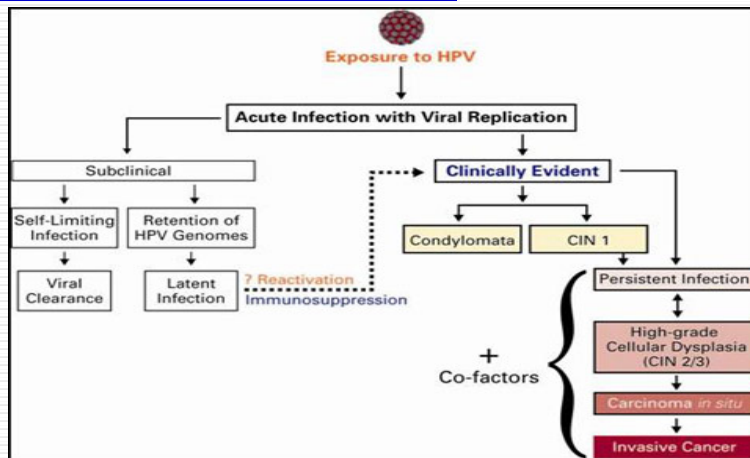 Exposure to HPV
Acute Infection with Viral Replication
Subclinical
Clinically Evident
Self-Limiting
Infection
Retention of
HPV Genomes
Condylomata
CIN 1
Viral
Clearance
Latent
Infection
? Reactivation
Immunosuppression
Persistent Infection
+
Co-factors
High-grade
Cellular Dysplasia
(CIN 2/3)
Carcinoma in situ
Invasive Cancer